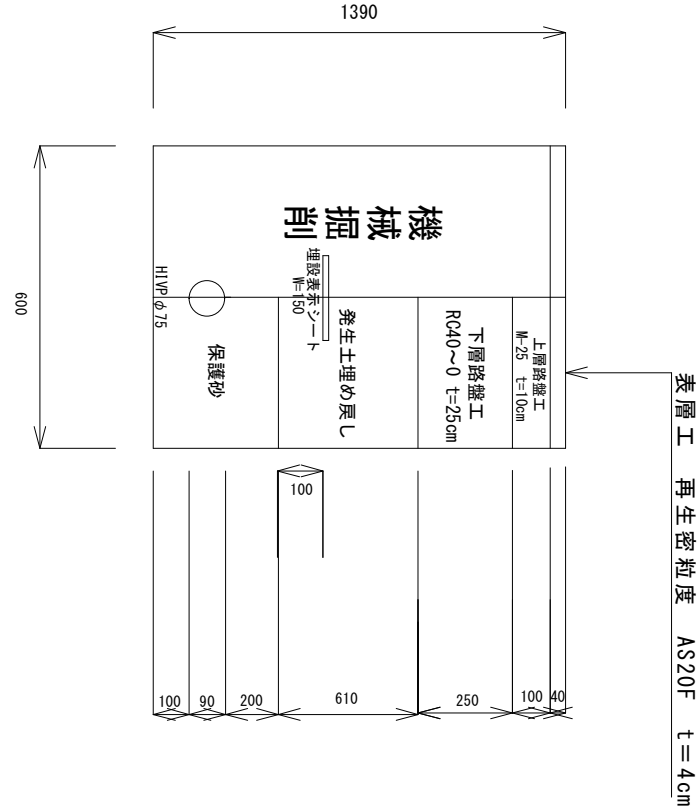 1390
600
機械掘削
埋設表示シート
W=150
HIVPφ75
保護砂
発生土埋め戻し
下層路盤工
RC40～0 t=25cm
上層路盤工
M-25 t=10cm
表層工 再生密粒度 AS20F t=4cm
100
100
90
200
610
250
100
40